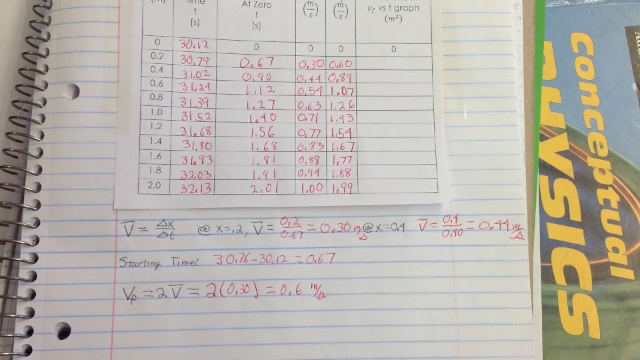 Time At Zero
t t (m/s) (m/s) vf vs t graph
(s) (s) (m²)
0 30.12 0 0 0 0
0.2 30.79 0.67 0.30 0.60
0.4 31.02 0.90 0.44 0.89
0.6 31.24 1.12 0.54 1.07
0.8 31.39 1.27 0.63 1.26
1.0 31.52 1.40 0.71 1.43
1.2 31.68 1.56 0.77 1.54
1.4 31.80 1.68 0.83 1.67
1.6 31.93 1.81 0.88 1.77
1.8 32.03 1.91 0.94 1.88
2.0 32.13 2.01 1.00 1.99
V̄ = Δx/Δt @ x=.2, V̄ = 0.2/0.67 = 0.30 m/s @ x=0.4 V̄ = 0.4/0.90 = 0.44 m/s
Starting Time: 30.76-30.12 = 0.67
Vf = 2V̄ = 2(0.30) = 0.6 m/s
conceptual
PHYSICS